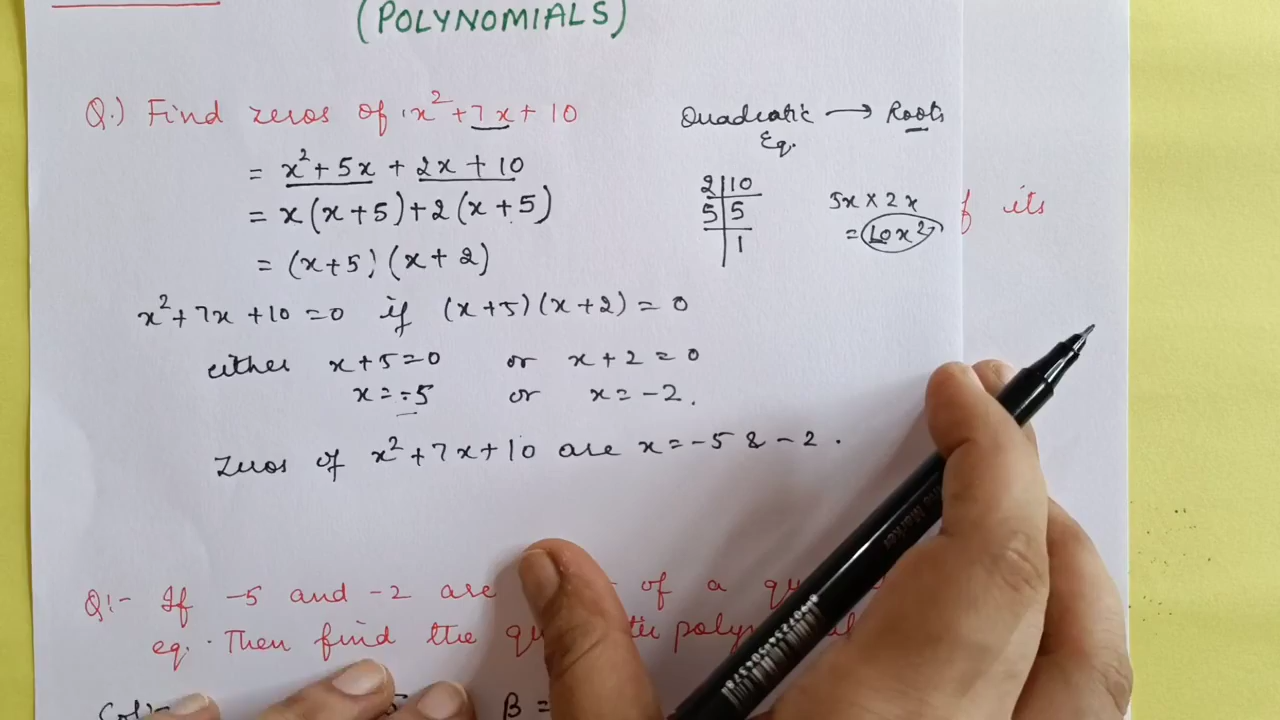 (POLYNOMIALS)
Q.) Find zeros of x² + 7x + 10
= x² + 5x + 2x + 10
= x(x+5)+2(x+5)
= (x+5)(x+2)
x²+7x+10=0 if (x+5)(x+2)=0
either x+5=0 or x+2=0
x=-5 or x=-2.
Zeros of x²+7x+10 are x=-5 & -2.
Quadratic → Roots
Eq.
2|10
5|5
|1
5x × 2x
= 10x²
its
Q:- If -5 and -2 are of a
eq. Then find the
Sol:- β =